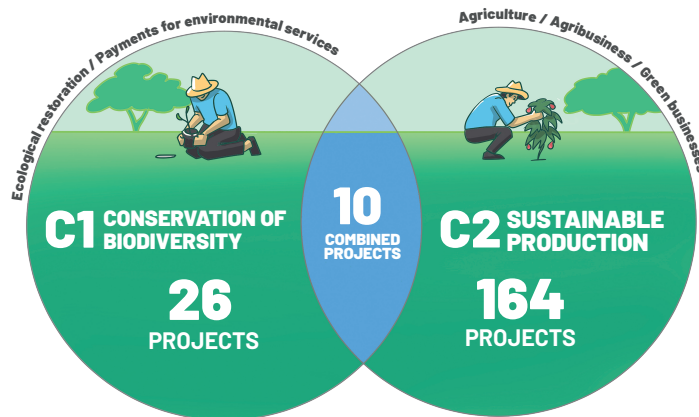 Ecological restoration / Payments for environmental services
Agriculture / Agribusiness / Green businesses
C1 CONSERVATION OF
BIODIVERSITY
26
PROJECTS
10
COMBINED
PROJECTS
C2 SUSTAINABLE
PRODUCTION
164
PROJECTS